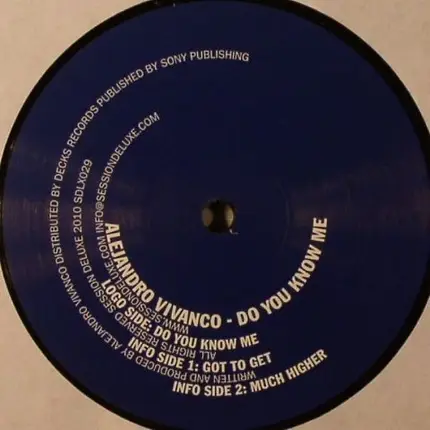 ALEJANDRO VIVANCO - DO YOU KNOW ME
LOGO SIDE: DO YOU KNOW ME
INFO SIDE 1: GOT TO GET
INFO SIDE 2: MUCH HIGHER
WRITTEN AND PRODUCED BY ALEJANDRO VIVANCO DISTRIBUTED BY DECKS RECORDS PUBLISHED BY SONY PUBLISHING
ALL RIGHTS RESERVED SESSION DELUXE 2010 SDLX029
WWW.SESSIONDELUXE.COM INFO@SESSIONDELUXE.COM